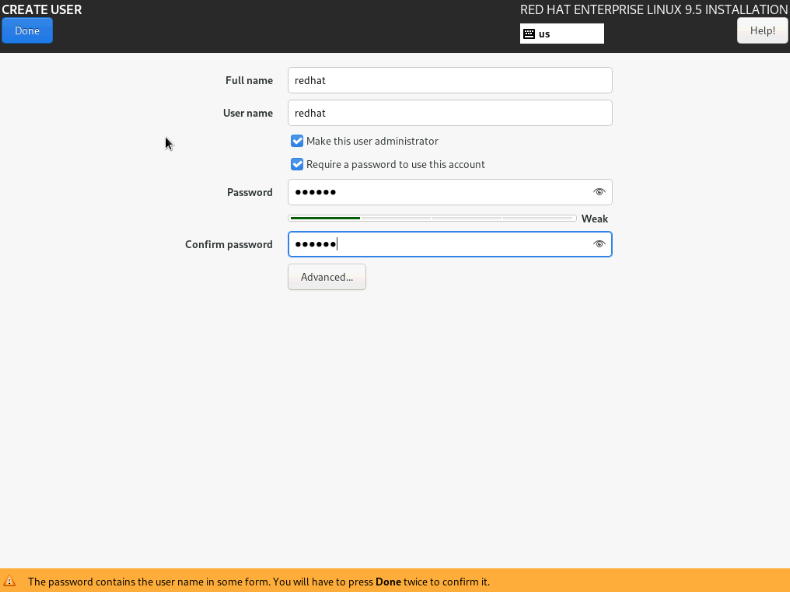 CREATE USER
RED HAT ENTERPRISE LINUX 9.5 INSTALLATION
Done
us
Help!
Full name
redhat
User name
redhat
Make this user administrator
Require a password to use this account
Password
●●●●●●
Weak
Confirm password
●●●●●●
Advanced...
The password contains the user name in some form. You will have to press Done twice to confirm it.